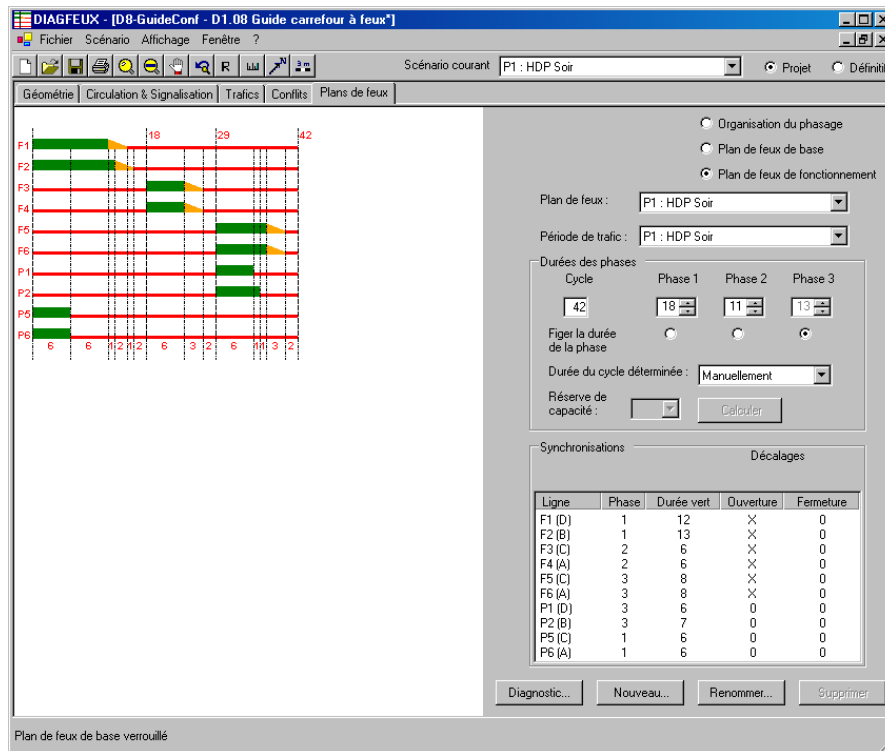 DIAGFEUX - [D8-GuideConf - D1.08 Guide carrefour à feux*]
Fichier Scénario Affichage Fenêtre ?
R 3 m Scénario courant P1 : HDP Soir Projet Définitif
Géométrie Circulation & Signalisation Trafics Conflits Plans de feux
18 29 42
F1
F2
F3
F4
F5
F6
P1
P2
P5
P6
6 6 1 2 1 2 6 3 2 6 1 1 3 2
Organisation du phasage
Plan de feux de base
Plan de feux de fonctionnement
Plan de feux : P1 : HDP Soir
Période de trafic : P1 : HDP Soir
Durées des phases
Cycle Phase 1 Phase 2 Phase 3
42 18 11 13
Figer la durée
de la phase
Durée du cycle déterminée : Manuellement
Réserve de
capacité : Calculer
Synchronisations
Décalages
Ligne Phase Durée vert Ouverture Fermeture
F1 (D) 1 12 X 0
F2 (B) 1 13 X 0
F3 (C) 2 6 X 0
F4 (A) 2 6 X 0
F5 (C) 3 8 X 0
F6 (A) 3 8 X 0
P1 (D) 3 6 0 0
P2 (B) 3 7 0 0
P5 (C) 1 6 0 0
P6 (A) 1 6 0 0
Diagnostic... Nouveau... Renommer... Supprimer
Plan de feux de base verrouillé